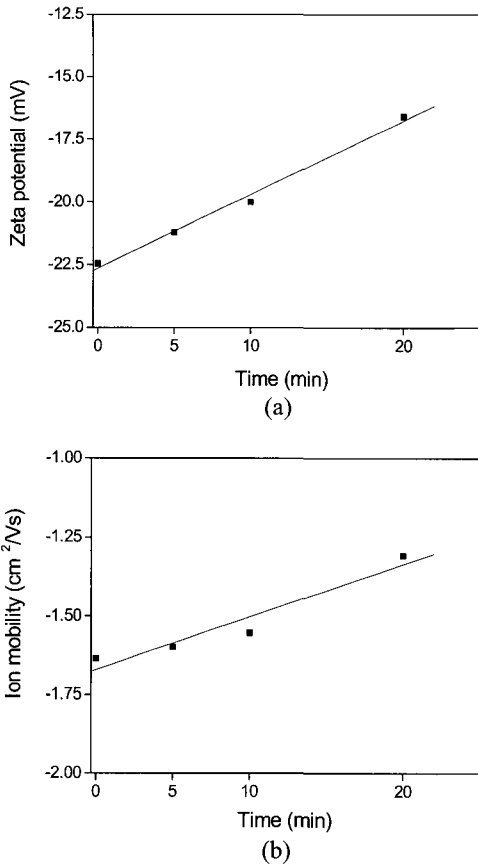 -12.5
-15.0
-17.5
-20.0
-22.5
-25.0
Zeta potential (mV)
0 5 10 20
Time (min)
(a)
-1.00
-1.25
-1.50
-1.75
-2.00
Ion mobility (cm ²/Vs)
0 5 10 20
Time (min)
(b)